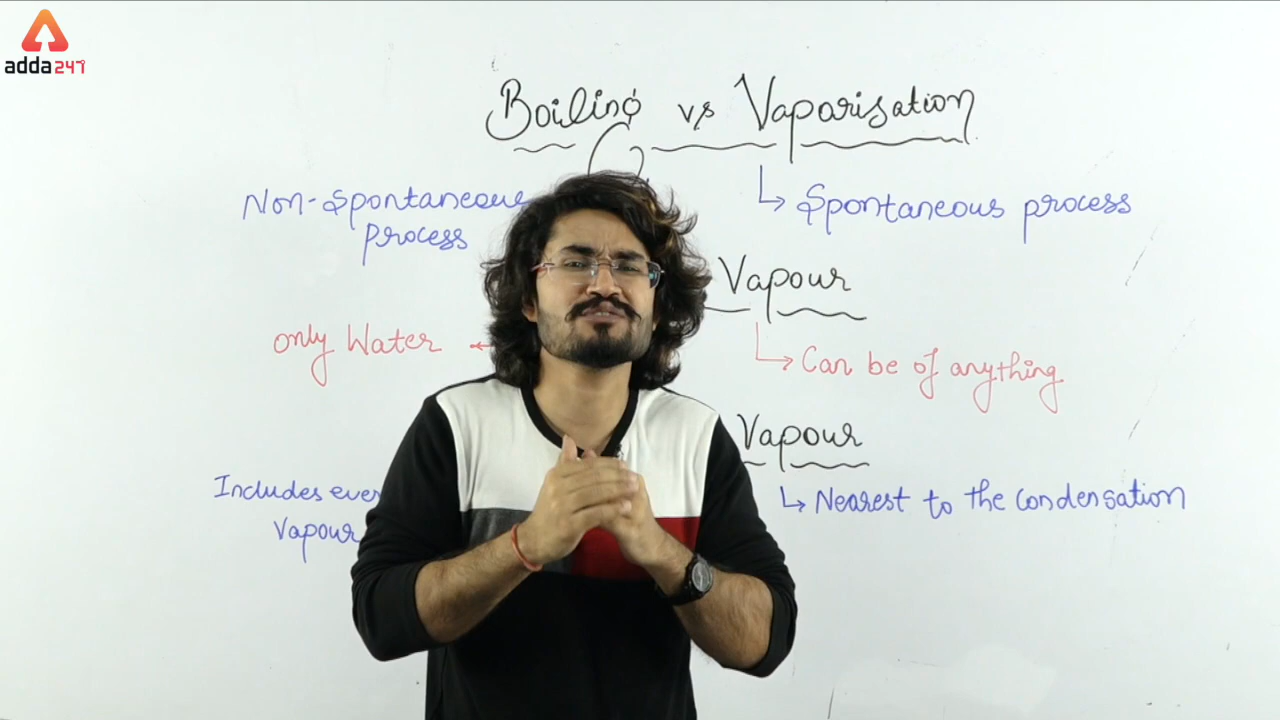 adda247
Boiling vs Vaporisation
Non-Spontaneous
process
Spontaneous process
Vapour
only Water
Can be of anything
Vapour
Includes
Vapour
Nearest to the condensation